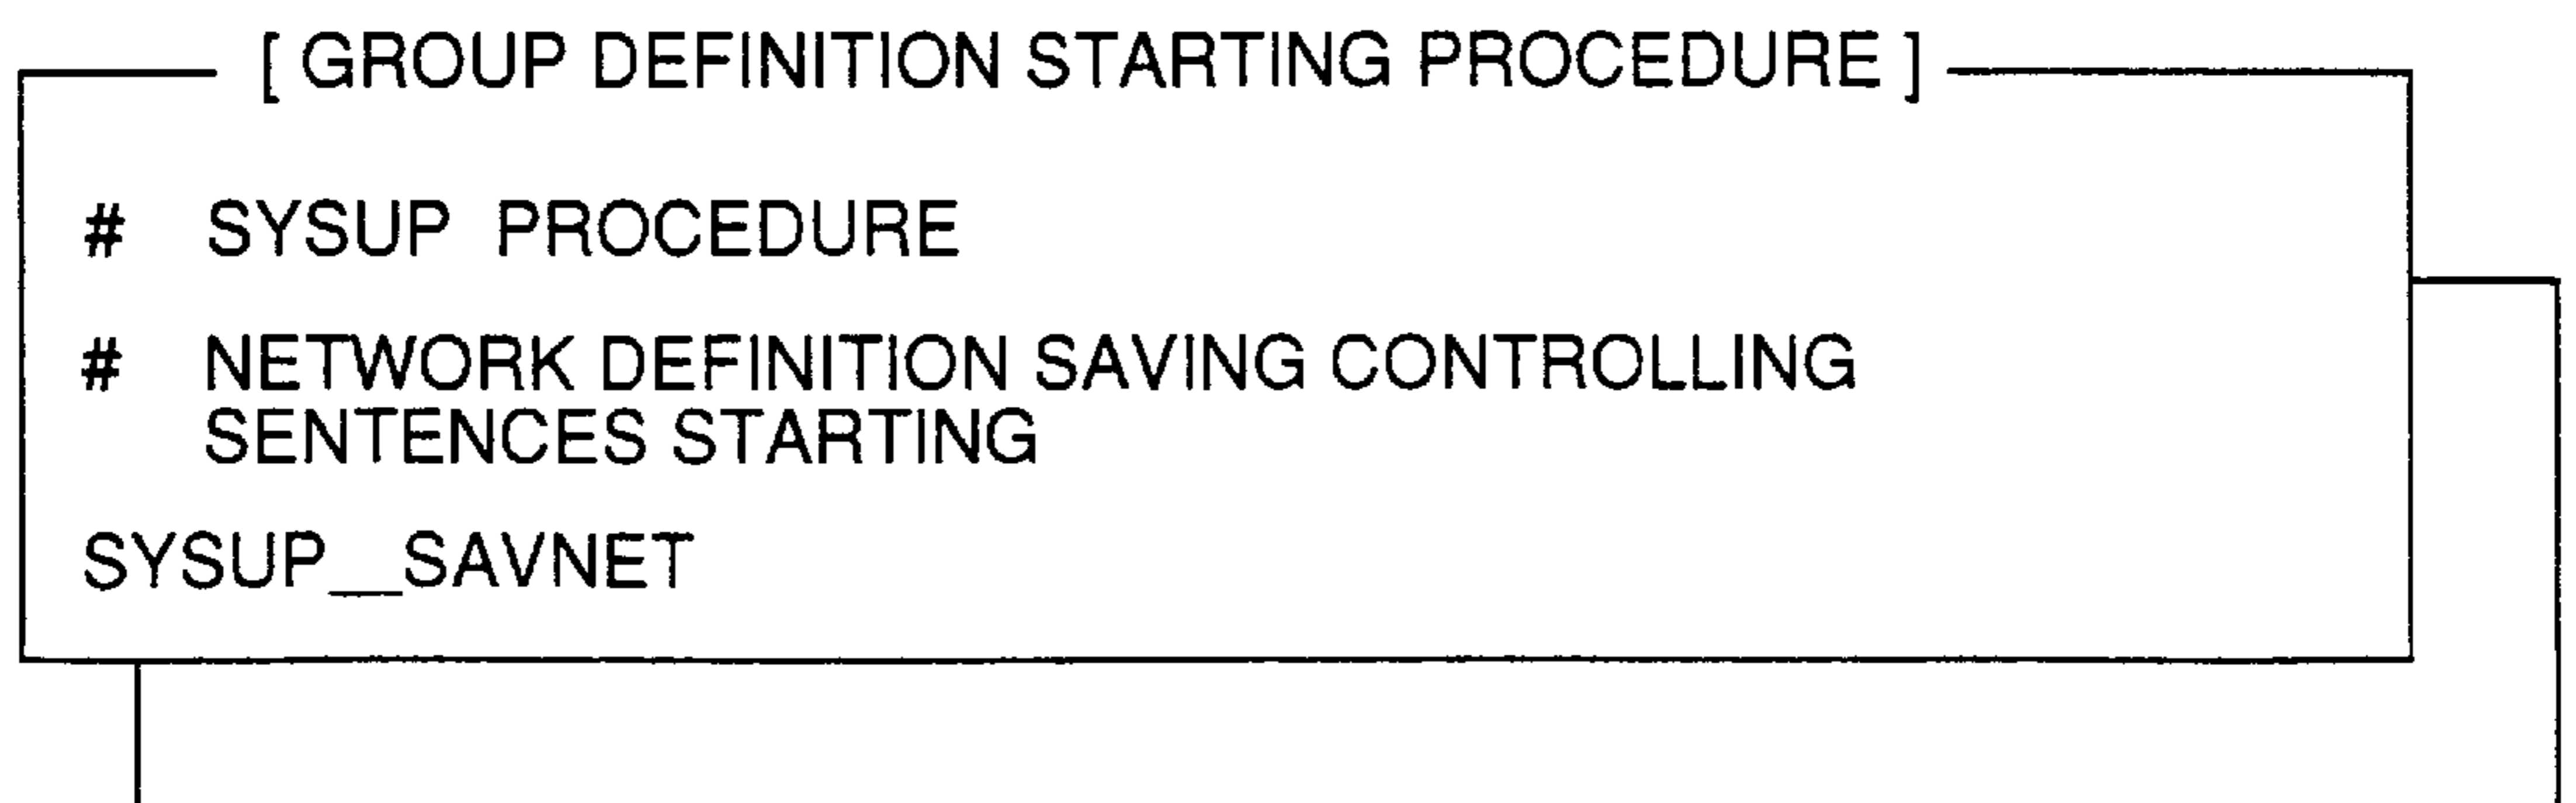 [ GROUP DEFINITION STARTING PROCEDURE ]
# SYSUP PROCEDURE
# NETWORK DEFINITION SAVING CONTROLLING
SENTENCES STARTING
SYSUP__SAVNET